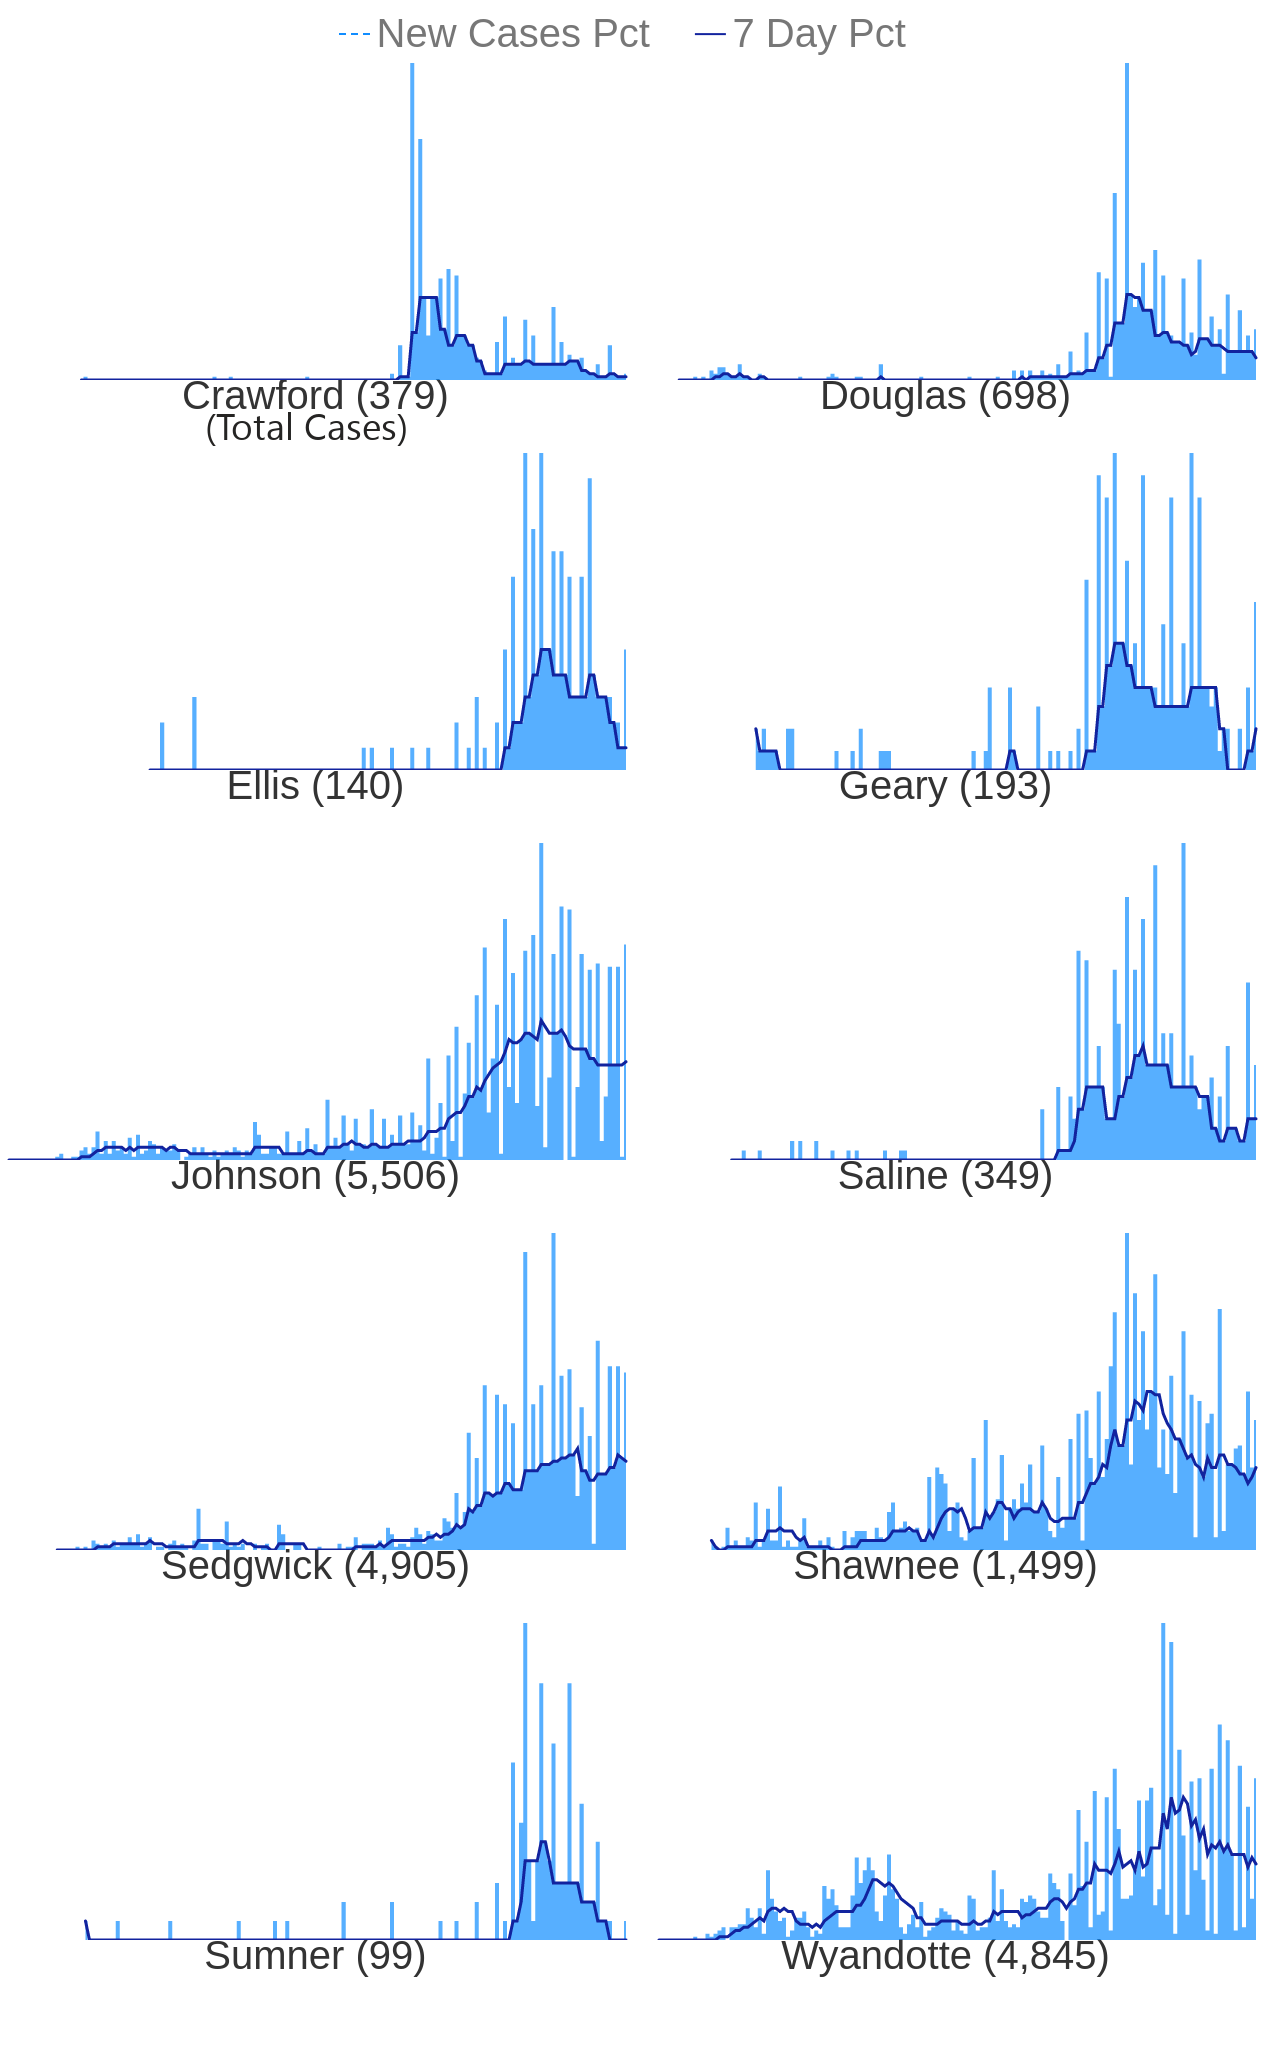 New Cases Pct 7 Day Pct
Crawford (379) Douglas (698)
(Total Cases)
Ellis (140) Geary (193)
Johnson (5,506) Saline (349)
Sedgwick (4,905) Shawnee (1,499)
Sumner (99) Wyandotte (4,845)